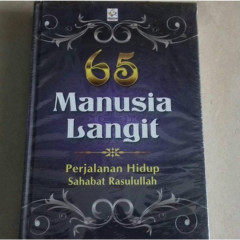 65
Manusia
Langit
Perjalanan Hidup
Sahabat Rasulullah